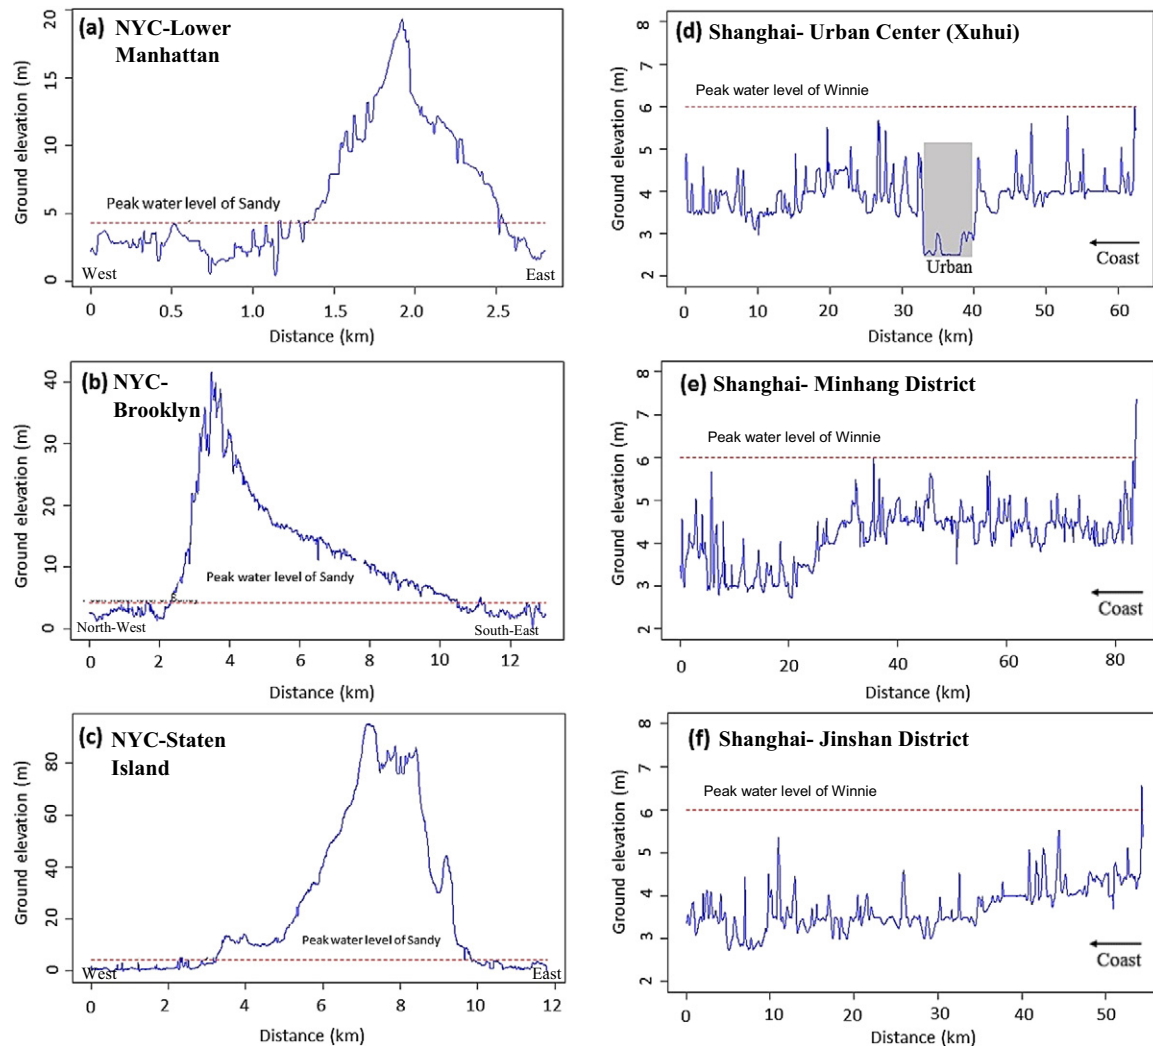 (a) NYC-Lower
Manhattan
Ground elevation (m)
20
15
10
5
0
Peak water level of Sandy
West
East
0 0.5 1.0 1.5 2.0 2.5
Distance (km)
(b) NYC-
Brooklyn
Ground elevation (m)
40
30
20
10
0
Peak water level of Sandy
North-West
South-East
0 2 4 6 8 10 12
Distance (km)
(c) NYC-Staten
Island
Ground elevation (m)
80
60
40
20
0
Peak water level of Sandy
West
East
0 2 4 6 8 10 12
Distance (km)
(d) Shanghai- Urban Center (Xuhui)
Ground elevation (m)
8
7
6
5
4
3
2
Peak water level of Winnie
Urban
Coast
0 10 20 30 40 50 60
Distance (km)
(e) Shanghai- Minhang District
Ground elevation (m)
8
7
6
5
4
3
2
Peak water level of Winnie
Coast
0 20 40 60 80
Distance (km)
(f) Shanghai- Jinshan District
Ground elevation (m)
8
7
6
5
4
3
2
Peak water level of Winnie
Coast
0 10 20 30 40 50
Distance (km)